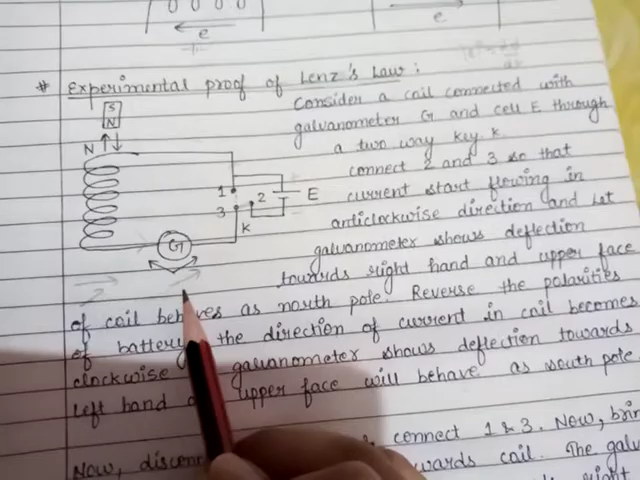 e
e
* Experimental proof of Lenz's Law :
Consider a coil connected with
galvanometer G and cell E through
a two way key K.
connect 2 and 3 so that
current start flowing in
anticlockwise direction and let
galvanometer shows deflection
towards right hand and upper face
of coil behaves as north pole. Reverse the polarities
of battery the direction of current in coil becomes
clockwise galvanometer shows deflection towards
left hand upper face will behave as south pole
Now, connect 1 & 3. Now,
towards coil. The
S
N
N
1
2
3
K
E
G